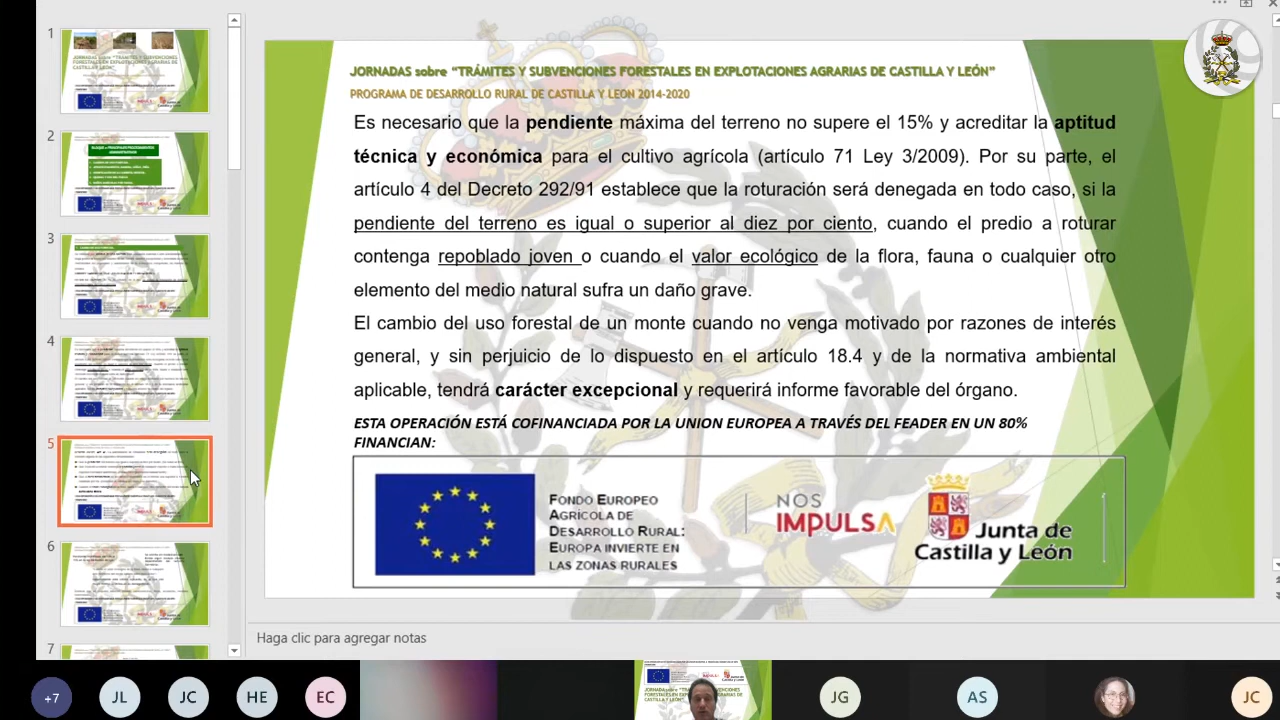 1
2
3
4
5
6
7
JORNADAS sobre "TRÁMITES Y SUBVENCIONES FORESTALES EN EXPLOTACIONES AGRARIAS DE CASTILLA Y LEÓN"
PROGRAMA DE DESARROLLO RURAL DE CASTILLA Y LEON 2014-2020
Es necesario que la pendiente máxima del terreno no supere el 15% y acreditar la aptitud
técnica y económica para el cultivo agrícola (artículo 71 Ley 3/2009). Por su parte, el
artículo 4 del Decreto 292/91 establece que la roturación será denegada en todo caso, si la
pendiente del terreno es igual o superior al diez por ciento, cuando el predio a roturar
contenga repoblado joven o cuando el valor ecológico de la flora, fauna o cualquier otro
elemento del medio natural sufra un daño grave.
El cambio del uso forestal de un monte cuando no venga motivado por razones de interés
general, y sin perjuicio de lo dispuesto en el artículo 18.4 y de la normativa ambiental
aplicable, tendrá carácter excepcional y requerirá informe favorable del órgano.
ESTA OPERACIÓN ESTÁ COFINANCIADA POR LA UNION EUROPEA A TRAVÉS DEL FEADER EN UN 80%
FINANCIAN:
FONDO EUROPEO
AGRÍCOLA DE
DESARROLLO RURAL:
EUROPA INVIERTE EN
LAS ZONAS RURALES
IMPULSA
Junta de
Castilla y León
Haga clic para agregar notas
+7
JL
JG
HE
EC
JG
AS
JC